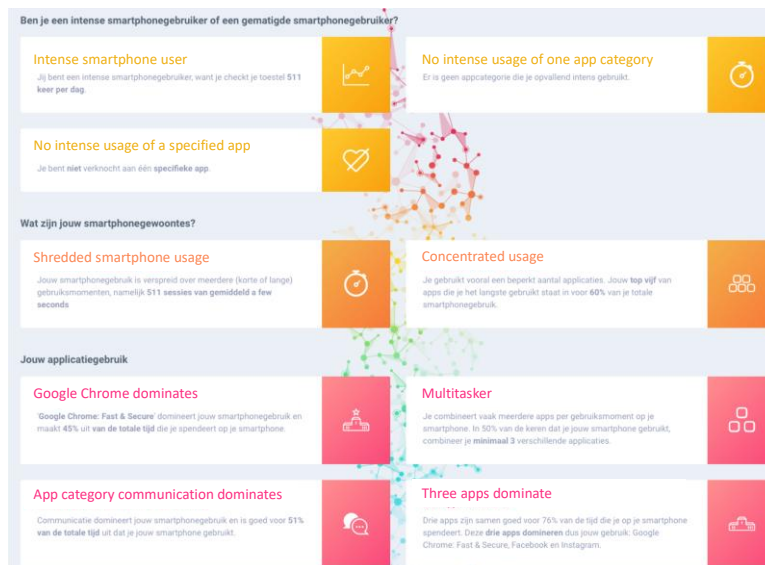 Ben je een intense smartphonegebruiker of een gematigde smartphonegebruiker?
Intense smartphone user
Jij bent een intense smartphonegebruiker, want je checkt je toestel 511
keer per dag.
No intense usage of one app category
Er is geen appcategorie die je opvallend intens gebruikt.
No intense usage of a specified app
Je bent niet verknocht aan één specifieke app.
Wat zijn jouw smartphonegewoontes?
Shredded smartphone usage
Jouw smartphonegebruik is verspreid over meerdere (korte of lange)
gebruiksmomenten, namelijk 511 sessies van gemiddeld a few
seconds.
Concentrated usage
Je gebruikt vooral een beperkt aantal applicaties. Jouw top vijf van
apps die je het langste gebruikt staat in voor 60% van je totale
smartphonegebruik.
Jouw applicatiegebruik
Google Chrome dominates
'Google Chrome: Fast & Secure' domineert jouw smartphonegebruik en
maakt 45% uit van de totale tijd die je spendeert op je smartphone.
Multitasker
Je combineert vaak meerdere apps per gebruiksmoment op je
smartphone. In 50% van de keren dat je jouw smartphone gebruikt,
combineer je minimaal 3 verschillende applicaties.
App category communication dominates
Communicatie domineert jouw smartphonegebruik en is goed voor 51%
van de totale tijd uit dat je jouw smartphone gebruikt.
Three apps dominate
Drie apps zijn samen goed voor 76% van de tijd die je op je smartphone
spendeert. Deze drie apps domineren dus jouw gebruik: Google
Chrome: Fast & Secure, Facebook en Instagram.